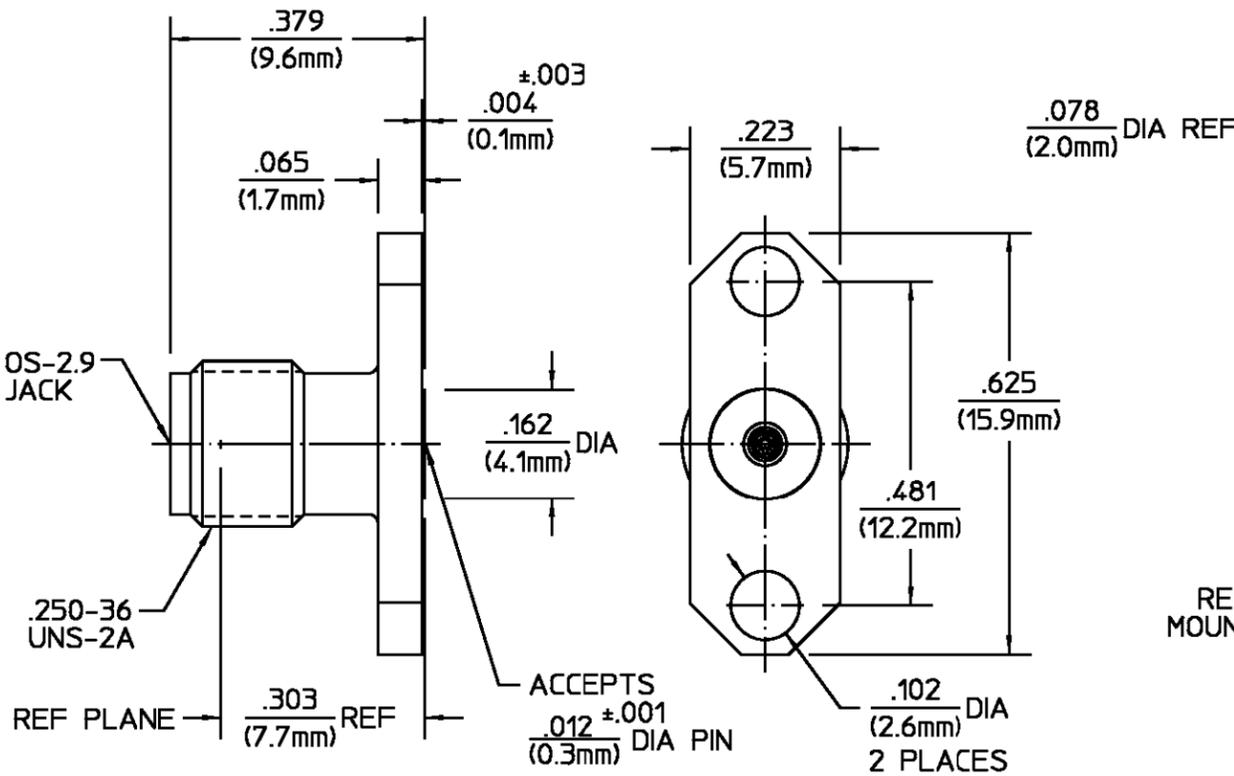 .379
(9.6mm)
±.003
.004
(0.1mm)
.065
(1.7mm)
.223
(5.7mm)
.078
(2.0mm) DIA REF
OS-2.9
JACK
.162
(4.1mm) DIA
.625
(15.9mm)
.481
(12.2mm)
.250-36
UNS-2A
RE
MOUN
REF PLANE
.303
(7.7mm) REF
ACCEPTS
±.001
.012
(0.3mm) DIA PIN
.102
(2.6mm) DIA
2 PLACES